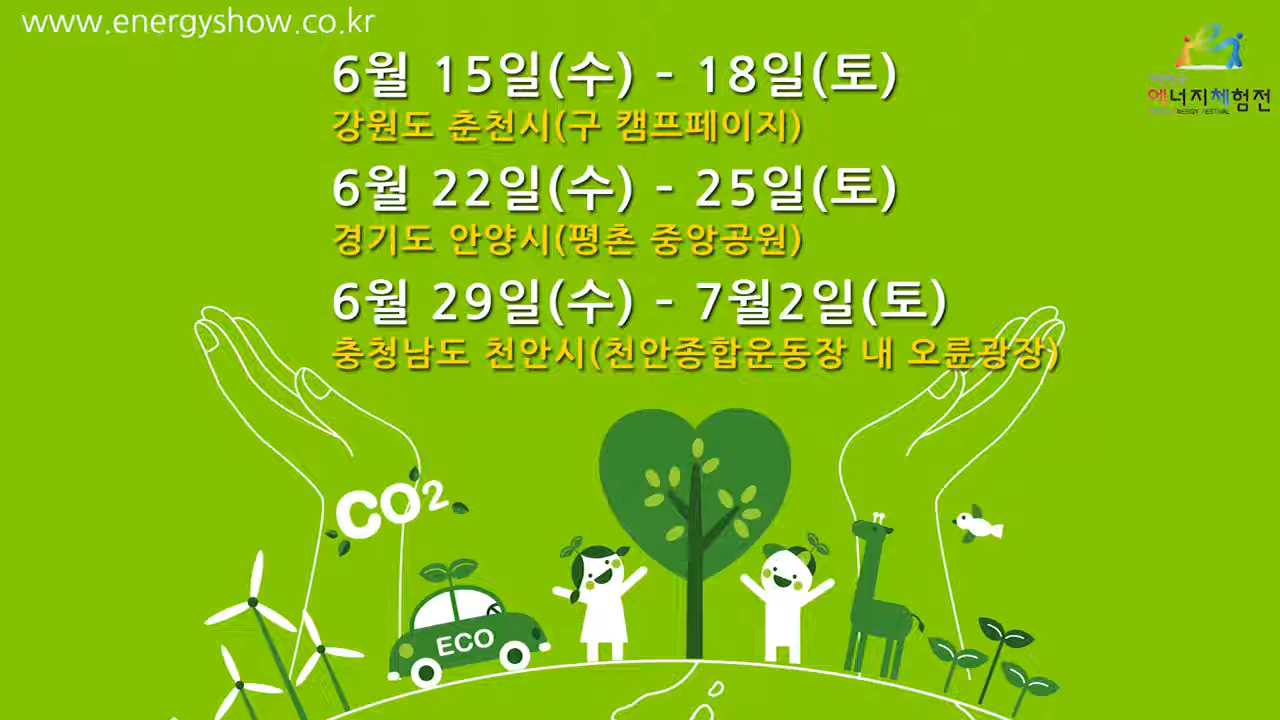 www.energyshow.co.kr
6월 15일(수) - 18일(토)
강원도 춘천시(구 캠프페이지)
6월 22일(수) - 25일(토)
경기도 안양시(평촌 중앙공원)
6월 29일(수) - 7월2일(토)
충청남도 천안시(천안종합운동장 내 오륜광장)
에너지체험전
CO2
ECO